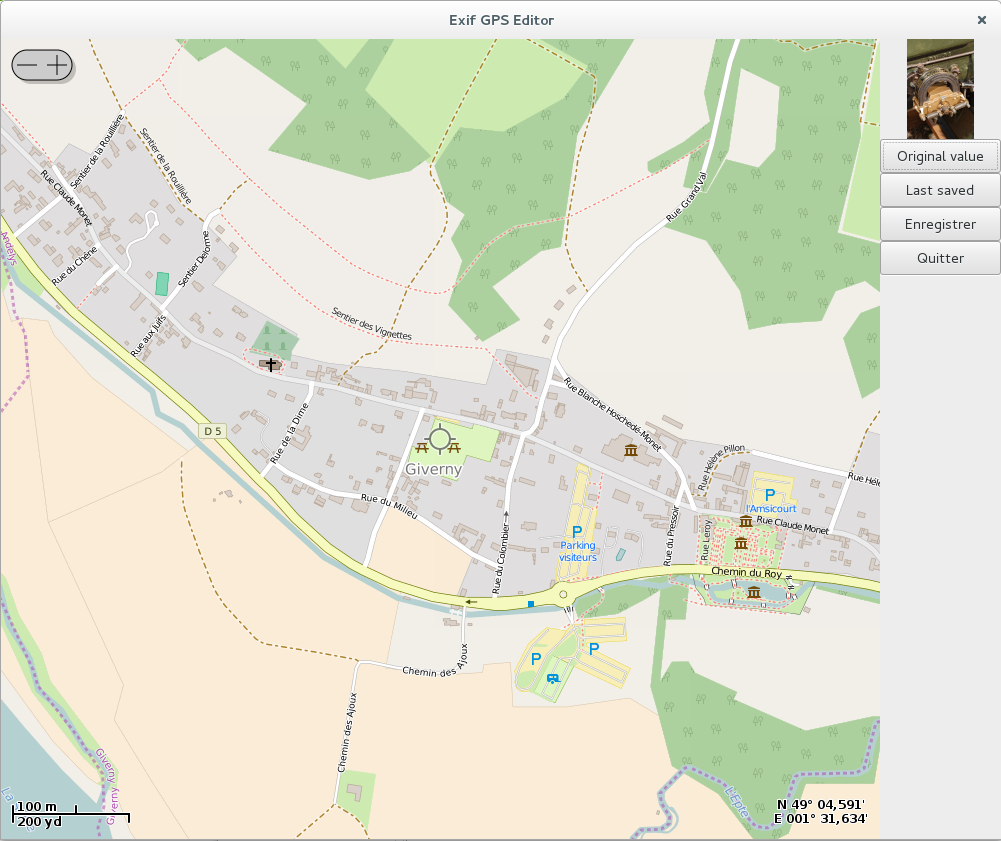 Exif GPS Editor
Original value
Last saved
Enregistrer
Quitter
Sentier de la Rouillière
Sentier de la Rouillière
Rue Claude Monet
Rue du Chêne
Andelys
Sentier Delorme
Rue aux Juifs
Sentier des Vignettes
Rue Grand Val
Rue Blanche Hoschedé-Monet
D 5
Rue de la Dîme
Giverny
Rue du Milieu
Rue du Colombier
P
Parking
visiteurs
Rue Hélène Pillon
Rue Hélè
P
l'Amsicourt
Rue du Pressoir
Rue Leroy
Rue Claude Monet
Chemin du Roy
Chemin des Ajoux
P
P
Chemin des Ajoux
Giverny
Giverny
L'Epte
La
100 m
200 yd
N 49° 04,591'
E 001° 31,634'